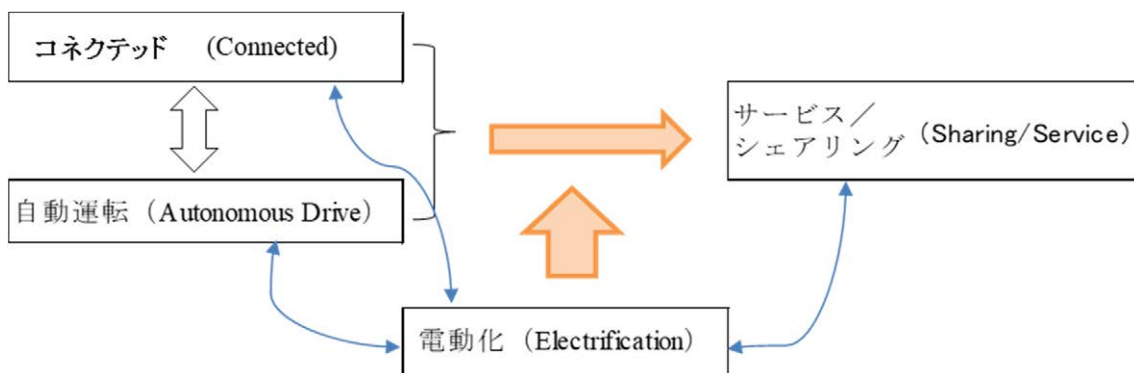 コネクテッド (Connected)
サービス／
シェアリング (Sharing/Service)
自動運転（Autonomous Drive）
電動化（Electrification）